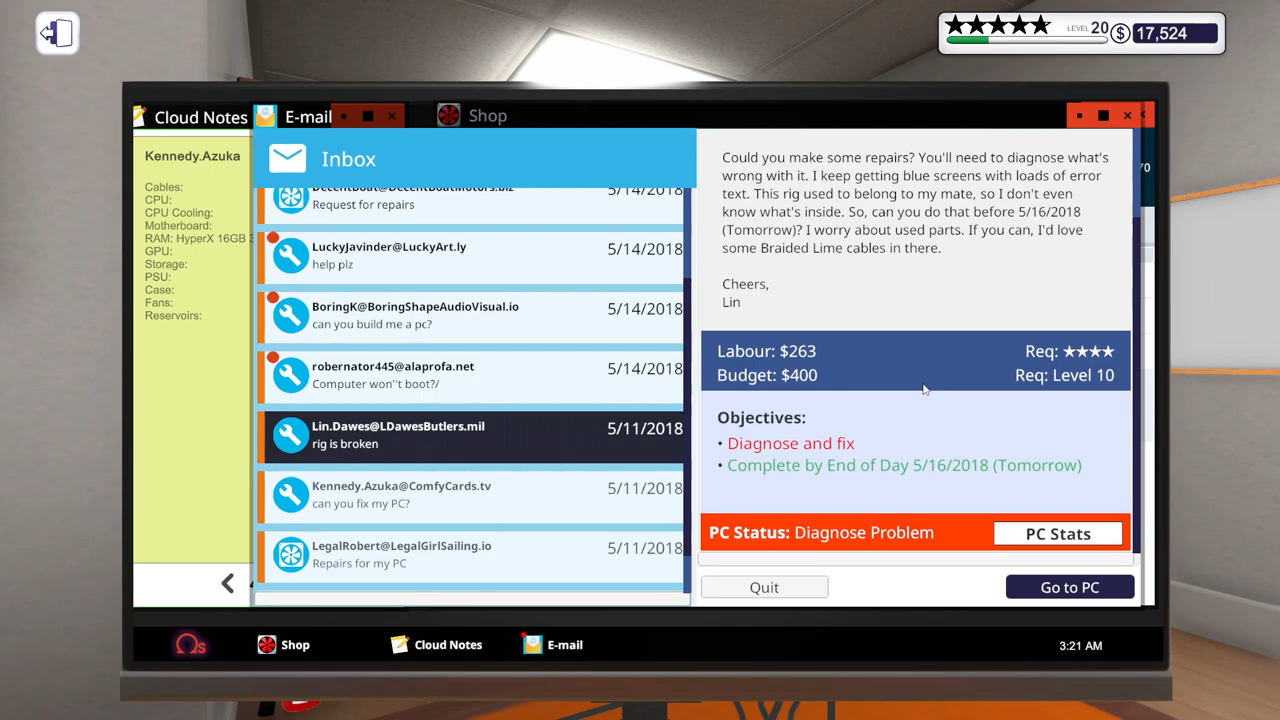 LEVEL 20
$ 17,524
Cloud Notes
E-mail
Shop
Kennedy.Azuka
Cables:
CPU:
CPU Cooling:
Motherboard:
RAM: HyperX 16GB
GPU:
Storage:
PSU:
Case:
Fans:
Reservoirs:
Inbox
DecentBoat@DecentBoatMotors.biz
5/14/2018
Request for repairs
LuckyJavinder@LuckyArt.ly
5/14/2018
help plz
BoringK@BoringShapeAudioVisual.io
5/14/2018
can you build me a pc?
robernator445@alaprofa.net
5/14/2018
Computer won''t boot?/
Lin.Dawes@LDawesButlers.mil
5/11/2018
rig is broken
Kennedy.Azuka@ComfyCards.tv
5/11/2018
can you fix my PC?
LegalRobert@LegalGirlSailing.io
5/11/2018
Repairs for my PC
Could you make some repairs? You'll need to diagnose what's
wrong with it. I keep getting blue screens with loads of error
text. This rig used to belong to my mate, so I don't even
know what's inside. So, can you do that before 5/16/2018
(Tomorrow)? I worry about used parts. If you can, I'd love
some Braided Lime cables in there.
Cheers,
Lin
Labour: $263
Req: ★★★★
Budget: $400
Req: Level 10
Objectives:
• Diagnose and fix
• Complete by End of Day 5/16/2018 (Tomorrow)
PC Status: Diagnose Problem
PC Stats
Quit
Go to PC
Ωs
Shop
Cloud Notes
E-mail
3:21 AM